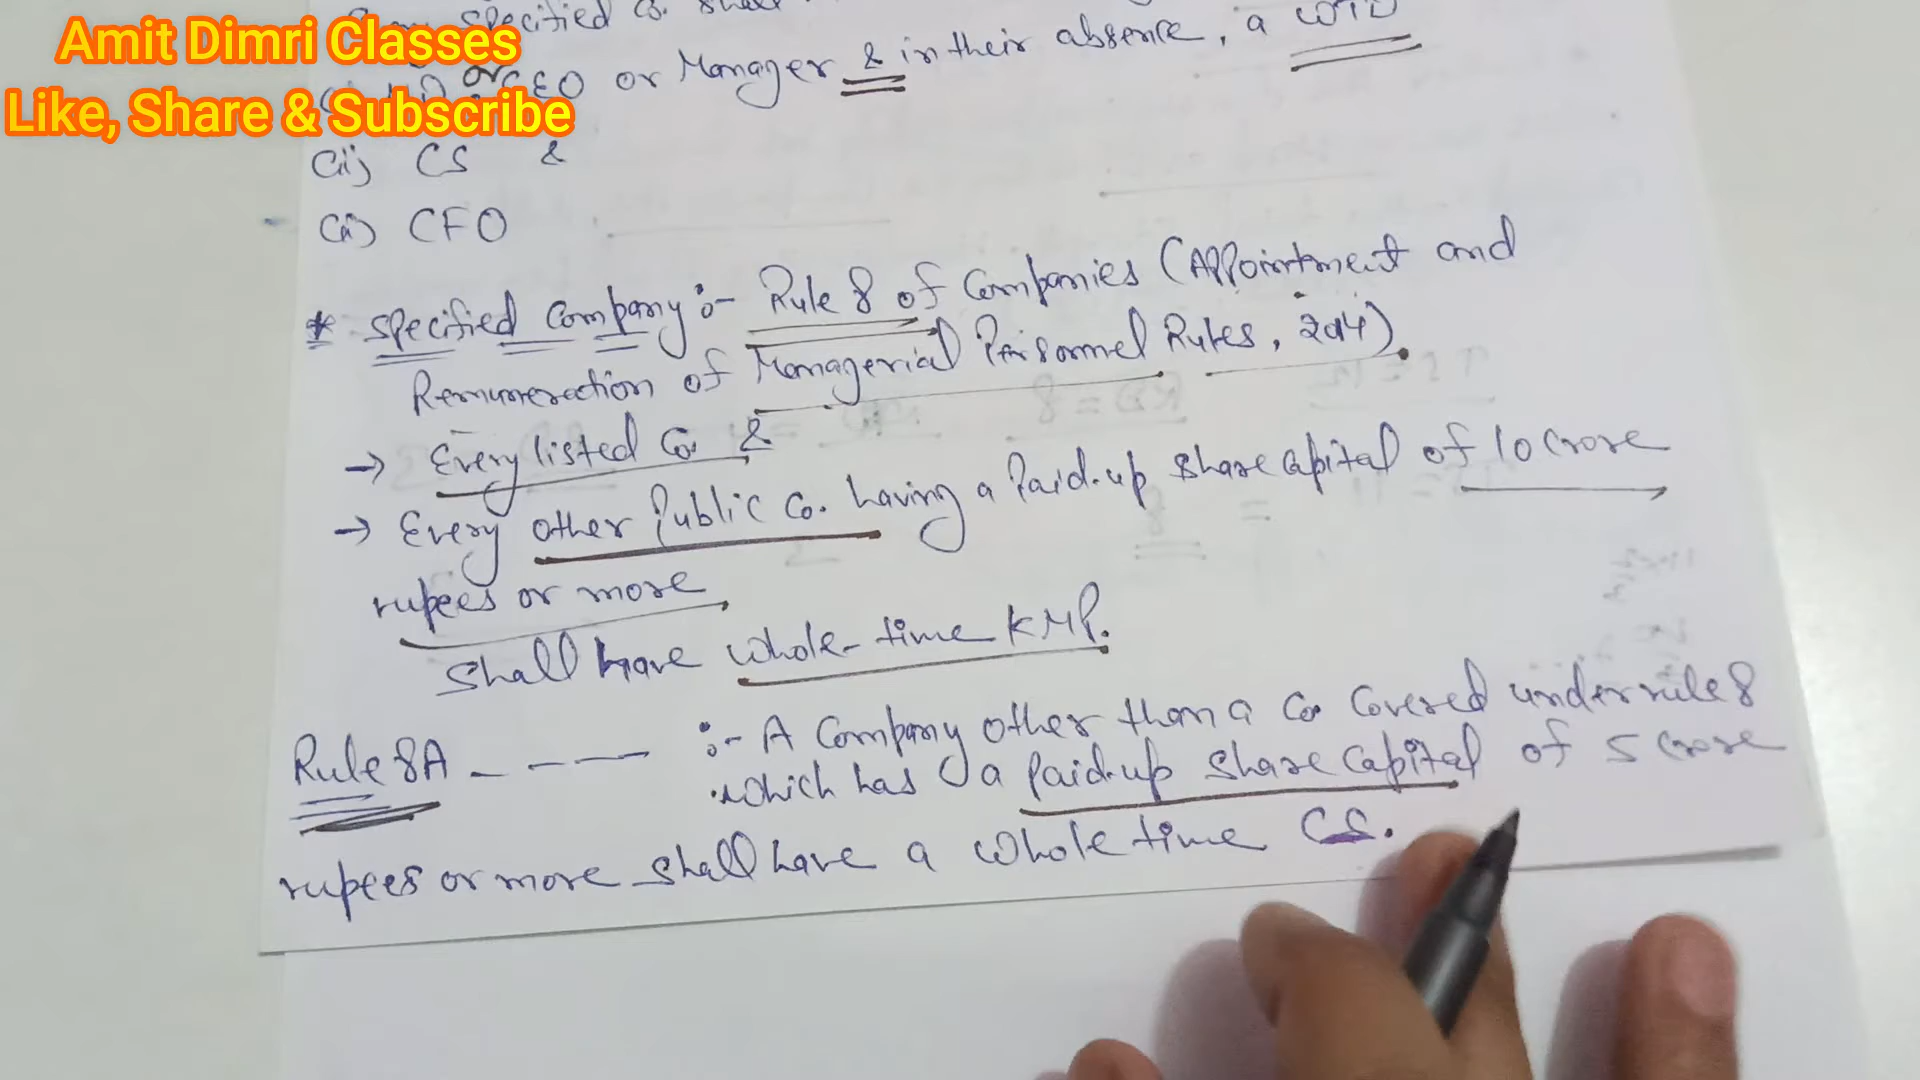 Amit Dimri Classes
Like, Share & Subscribe
specified Co. shall
or CEO or Manager & in their absence, a WTD
(ii) CS &
(iii) CFO
* Specified Company :- Rule 8 of Companies (Appointment and
Remuneration of Managerial Personnel Rules, 2014).
→ Every listed Co. &
→ Every other Public Co. having a Paid-up share capital of 10 Crore
rupees or more
shall have whole-time KMP.
Rule 8A - - — :- A Company other than a Co. Covered under rule 8
which has a Paid-up share capital of 5 Crore
rupees or more shall have a whole time CS.